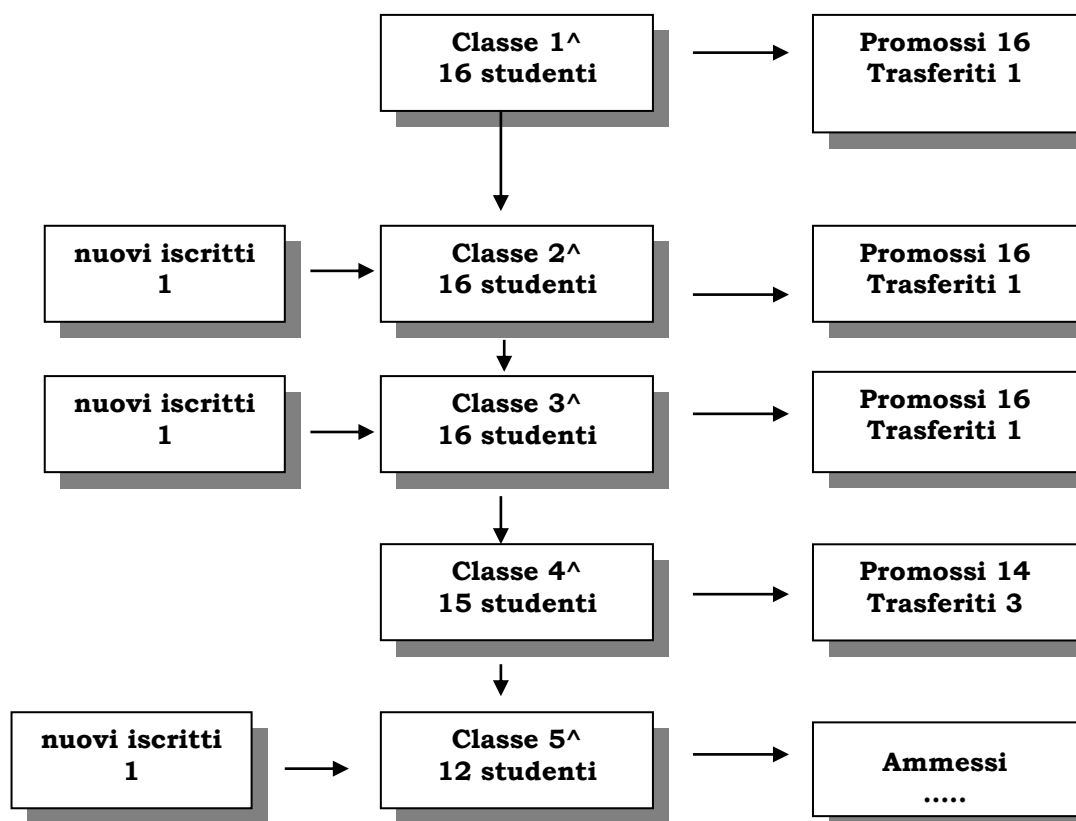 Classe 1^
16 studenti
Promossi 16
Trasferiti 1
nuovi iscritti
1
Classe 2^
16 studenti
Promossi 16
Trasferiti 1
nuovi iscritti
1
Classe 3^
16 studenti
Promossi 16
Trasferiti 1
Classe 4^
15 studenti
Promossi 14
Trasferiti 3
nuovi iscritti
1
Classe 5^
12 studenti
Ammessi
.....